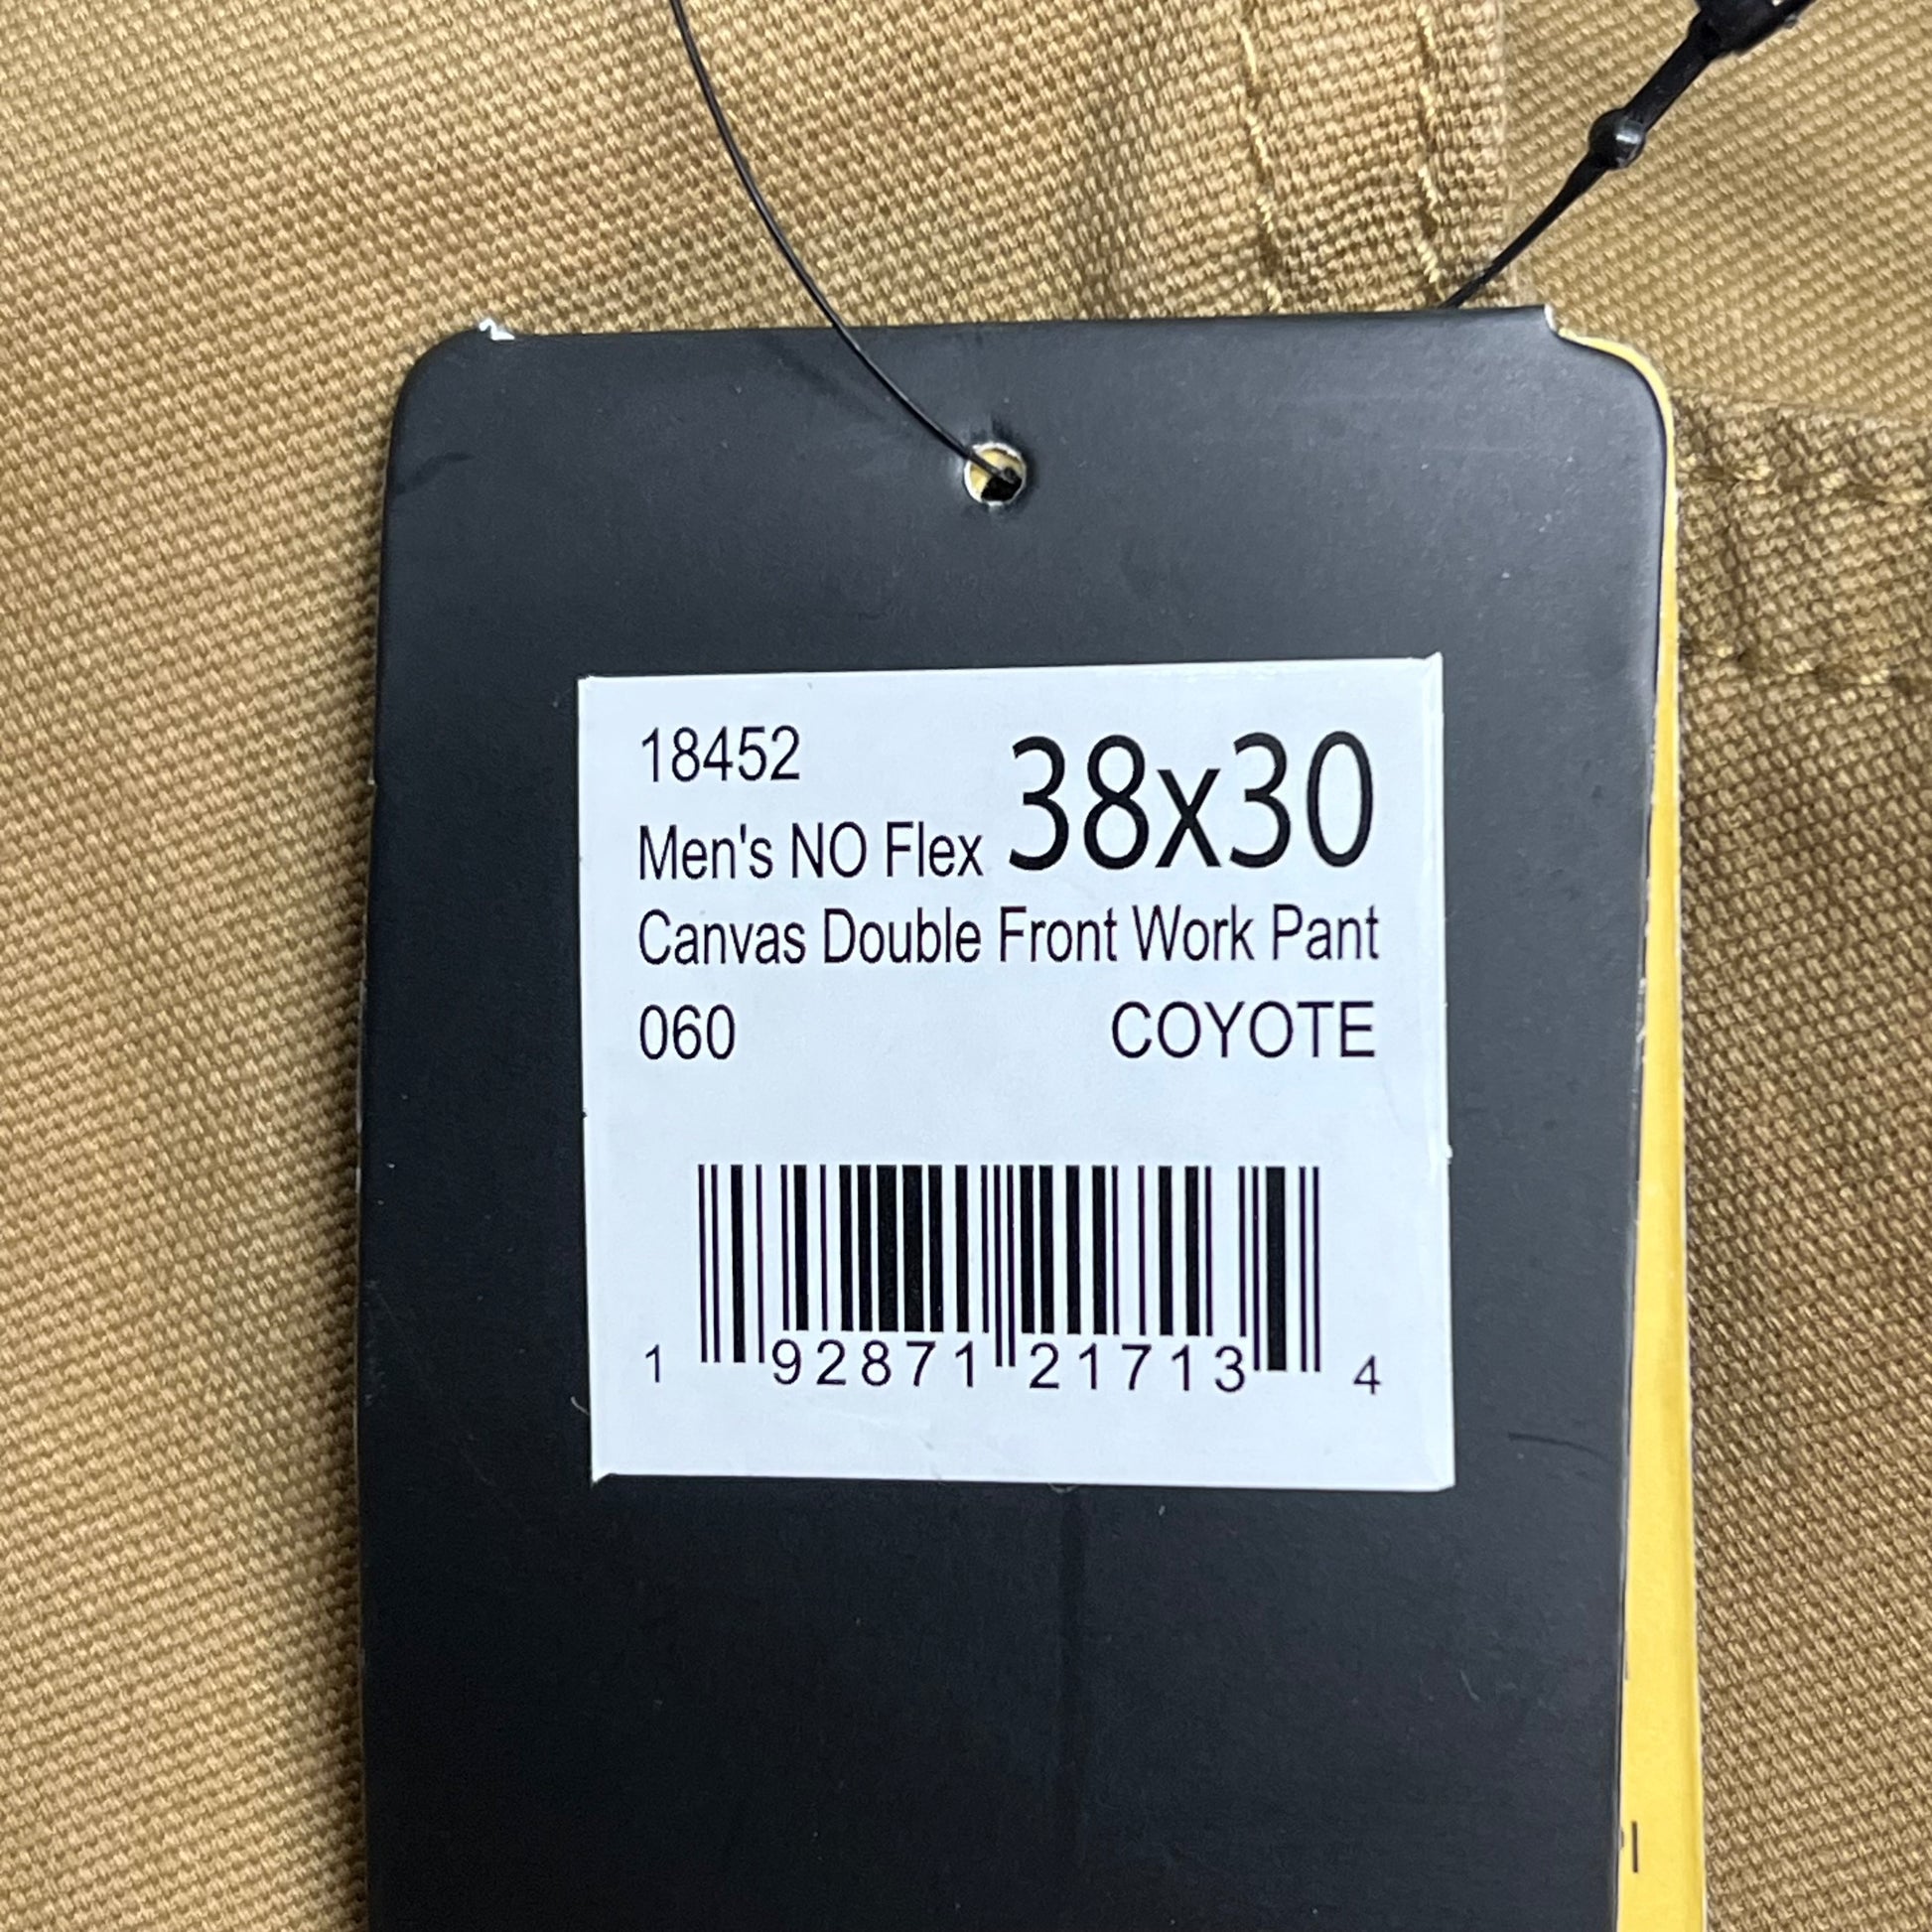 18452
38x30
Men's NO Flex
Canvas Double Front Work Pant
060 COYOTE
1 92871 21713 4